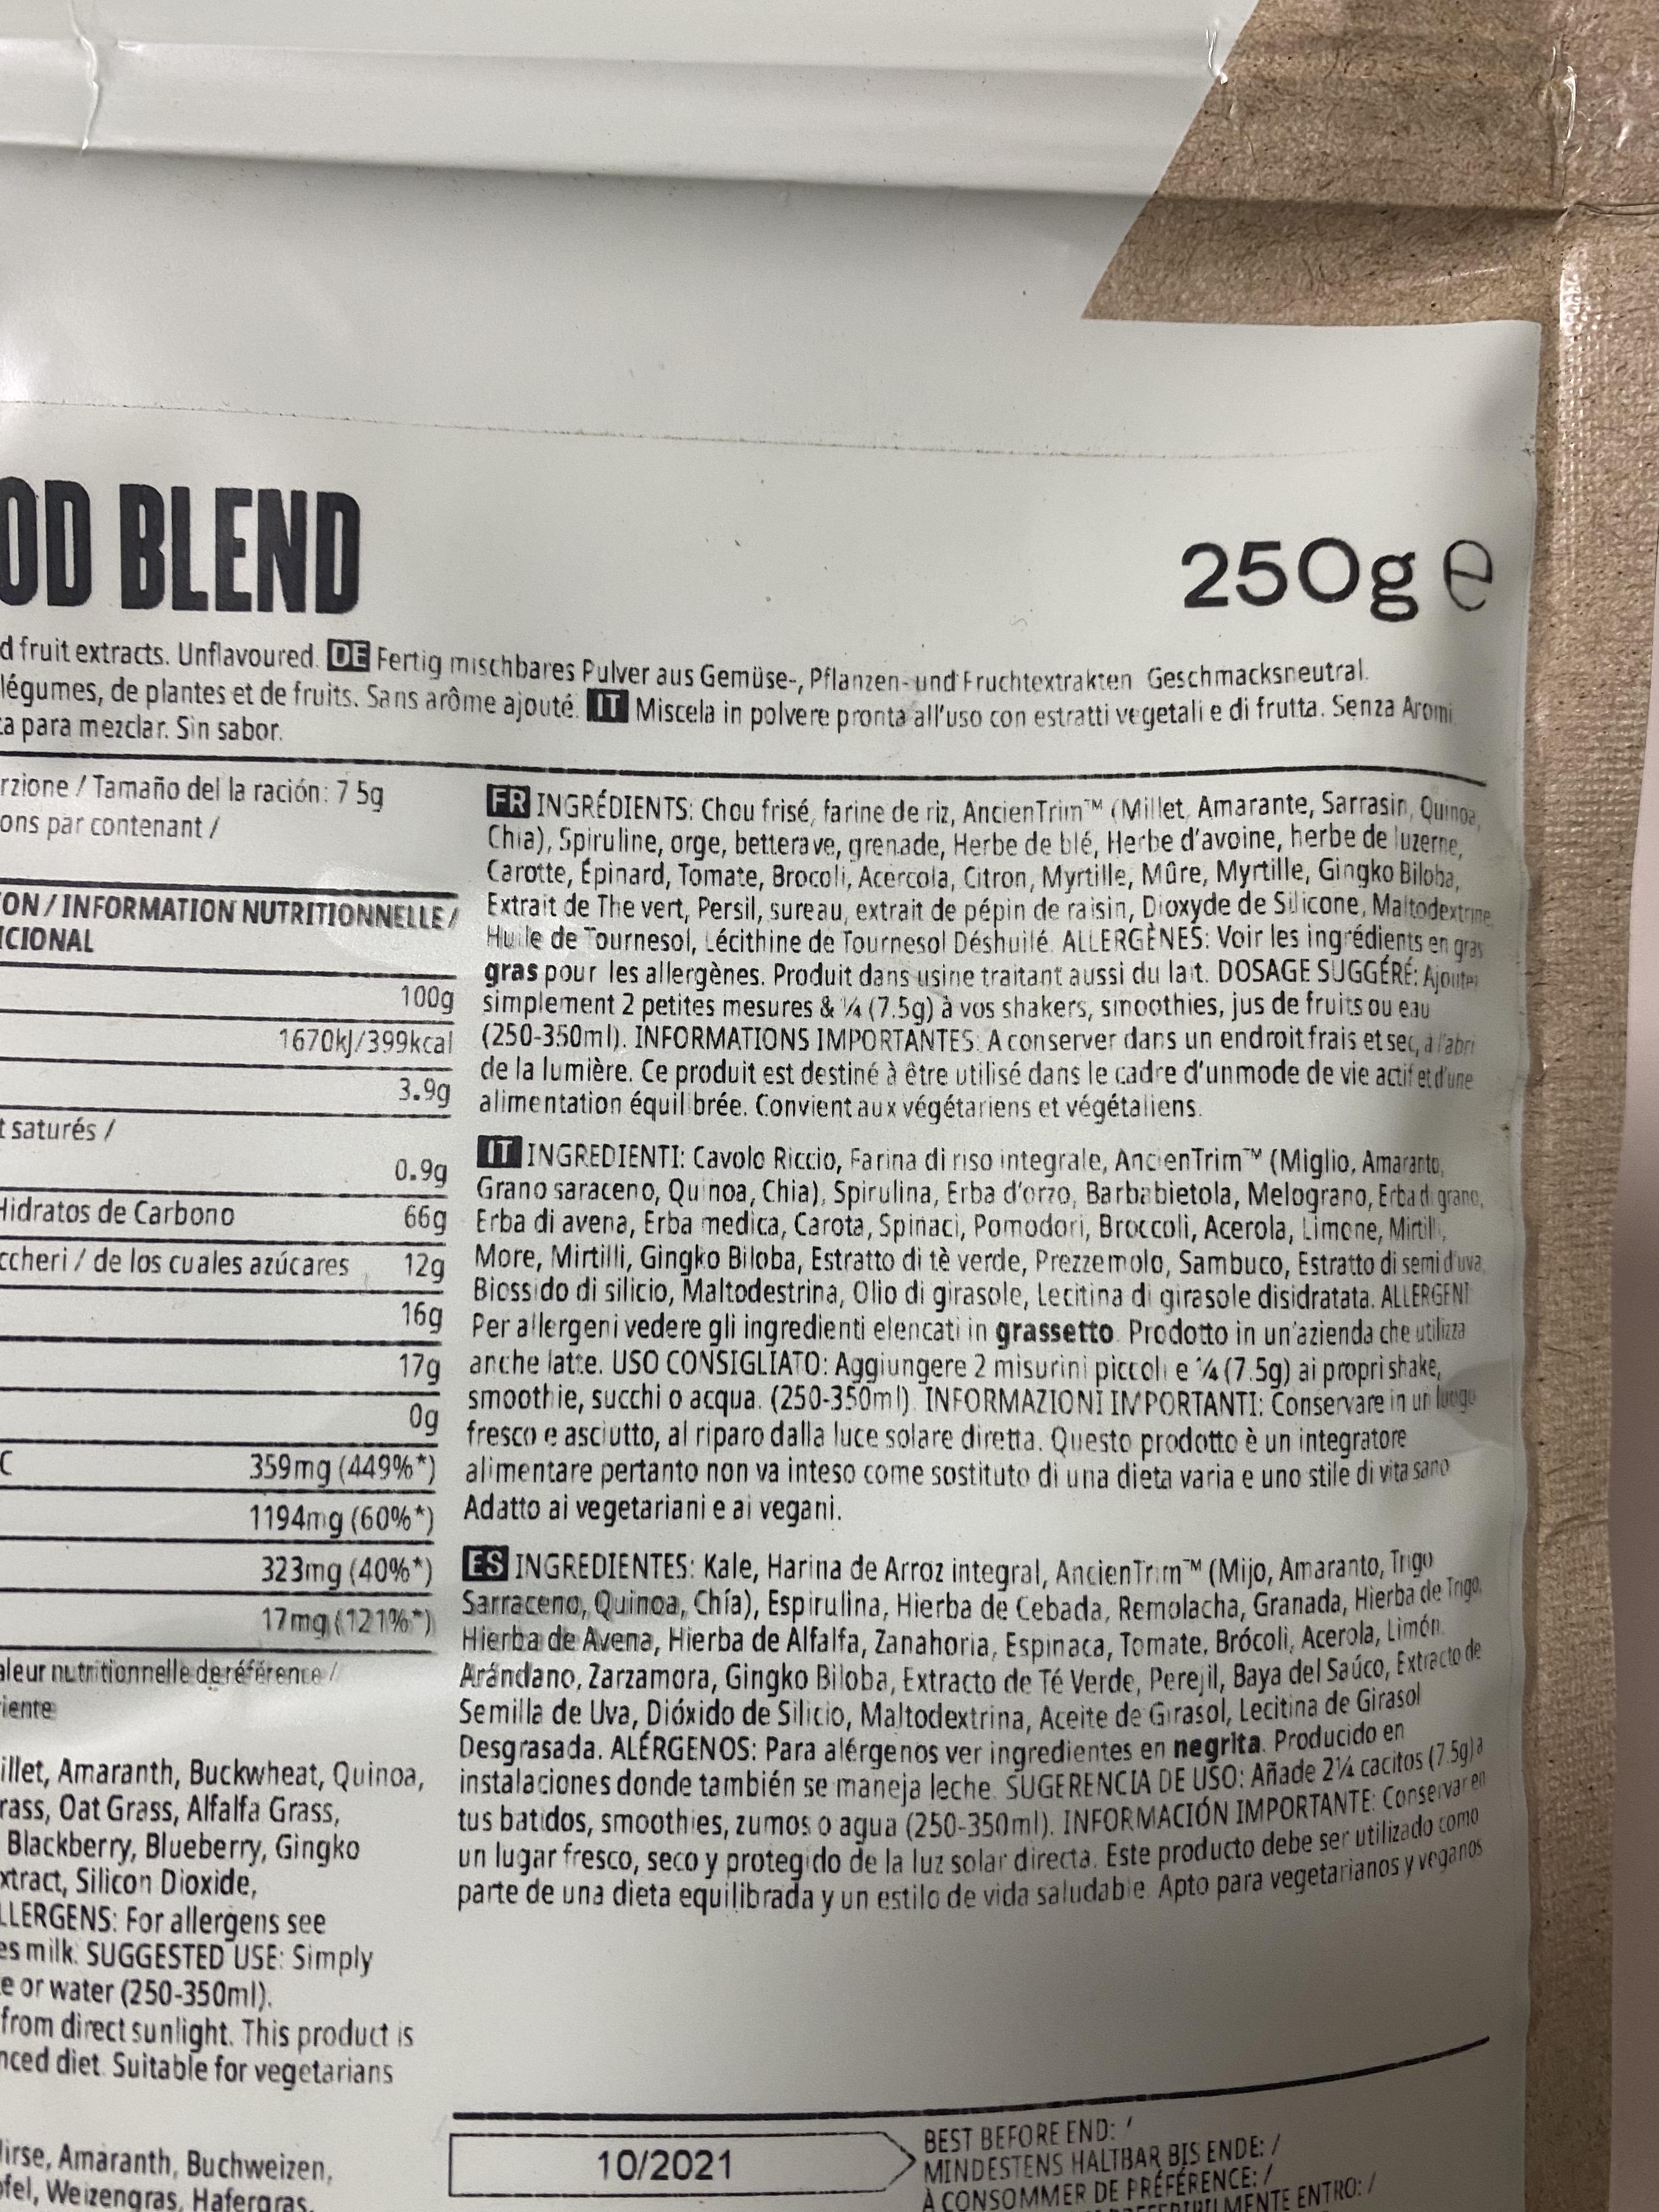 OD BLEND
250g e
d fruit extracts. Unflavoured. DE Fertig mischbares Pulver aus Gemüse-, Pflanzen- und Fruchtextrakten Geschmacksneutral.
légumes, de plantes et de fruits. Sans arôme ajouté. IT Miscela in polvere pronta all'uso con estratti vegetali e di frutta. Senza Aromi
ta para mezclar. Sin sabor.
rzione / Tamaño del la ración: 7 5g
ons par contenant /
ON / INFORMATION NUTRITIONNELLE /
ICIONAL
100g
1670kJ/399kcal
3.9g
t saturés /
0.9g
Hidratos de Carbono 66g
ccheri / de los cuales azúcares 12g
16g
17g
0g
C 359mg (449%*)
1194mg (60%*)
323mg (40%*)
17mg (121%*)
aleur nutritionnelle de référence /
iente
illet, Amaranth, Buckwheat, Quinoa,
rass, Oat Grass, Alfalfa Grass,
Blackberry, Blueberry, Gingko
xtract, Silicon Dioxide,
LLERGENS: For allergens see
es milk. SUGGESTED USE: Simply
e or water (250-350ml).
from direct sunlight. This product is
nced diet. Suitable for vegetarians
irse, Amaranth, Buchweizen,
fel, Weizengras, Hafergras,
FR INGRÉDIENTS: Chou frisé, farine de riz, AncienTrim™ (Millet, Amarante, Sarrasin, Quinoa,
Chia), Spiruline, orge, betterave, grenade, Herbe de blé, Herbe d'avoine, herbe de luzerne,
Carotte, Épinard, Tomate, Brocoli, Acercola, Citron, Myrtille, Mûre, Myrtille, Gingko Biloba,
Extrait de The vert, Persil, sureau, extrait de pépin de raisin, Dioxyde de Silicone, Maltodextrine,
Huile de Tournesol, Lécithine de Tournesol Déshuilé. ALLERGÈNES: Voir les ingrédients en gras
gras pour les allergènes. Produit dans usine traitant aussi du lait. DOSAGE SUGGÉRÉ: Ajoutez
simplement 2 petites mesures & ¼ (7.5g) à vos shakers, smoothies, jus de fruits ou eau
(250-350ml). INFORMATIONS IMPORTANTES: A conserver dans un endroit frais et sec, à l'abri
de la lumière. Ce produit est destiné à être utilisé dans le cadre d'unmode de vie actif et d'une
alimentation équilibrée. Convient aux végétariens et végétaliens.
IT INGREDIENTI: Cavolo Riccio, Farina di riso integrale, AncienTrim™ (Miglio, Amaranto,
Grano saraceno, Quinoa, Chia), Spirulina, Erba d'orzo, Barbabietola, Melograno, Erba di grano,
Erba di avena, Erba medica, Carota, Spinaci, Pomodori, Broccoli, Acerola, Limone, Mirtilli,
More, Mirtilli, Gingko Biloba, Estratto di tè verde, Prezzemolo, Sambuco, Estratto di semi d'uva,
Biossido di silicio, Maltodestrina, Olio di girasole, Lecitina di girasole disidratata. ALLERGENI
Per allergeni vedere gli ingredienti elencati in grassetto. Prodotto in un'azienda che utilizza
anche latte. USO CONSIGLIATO: Aggiungere 2 misurini piccoli e ¼ (7.5g) ai propri shake,
smoothie, succhi o acqua. (250-350ml). INFORMAZIONI IMPORTANTI: Conservare in un luogo
fresco e asciutto, al riparo dalla luce solare diretta. Questo prodotto è un integratore
alimentare pertanto non va inteso come sostituto di una dieta varia e uno stile di vita sano
Adatto ai vegetariani e ai vegani.
ES INGREDIENTES: Kale, Harina de Arroz integral, AncienTrim™ (Mijo, Amaranto, Trigo
Sarraceno, Quinoa, Chía), Espirulina, Hierba de Cebada, Remolacha, Granada, Hierba de Trigo,
Hierba de Avena, Hierba de Alfalfa, Zanahoria, Espinaca, Tomate, Brócoli, Acerola, Limón,
Arándano, Zarzamora, Gingko Biloba, Extracto de Té Verde, Perejil, Baya del Saúco, Extracto de
Semilla de Uva, Dióxido de Silicio, Maltodextrina, Aceite de Girasol, Lecitina de Girasol
Desgrasada. ALÉRGENOS: Para alérgenos ver ingredientes en negrita. Producido en
instalaciones donde también se maneja leche. SUGERENCIA DE USO: Añade 2¼ cacitos (7.5g) a
tus batidos, smoothies, zumos o agua (250-350ml). INFORMACIÓN IMPORTANTE: Conservar en
un lugar fresco, seco y protegido de la luz solar directa. Este producto debe ser utilizado como
parte de una dieta equilibrada y un estilo de vida saludable. Apto para vegetarianos y veganos
10/2021
BEST BEFORE END: /
MINDESTENS HALTBAR BIS ENDE: /
À CONSOMMER DE PRÉFÉRENCE: /
PREFERIBILMENTE ENTRO: /